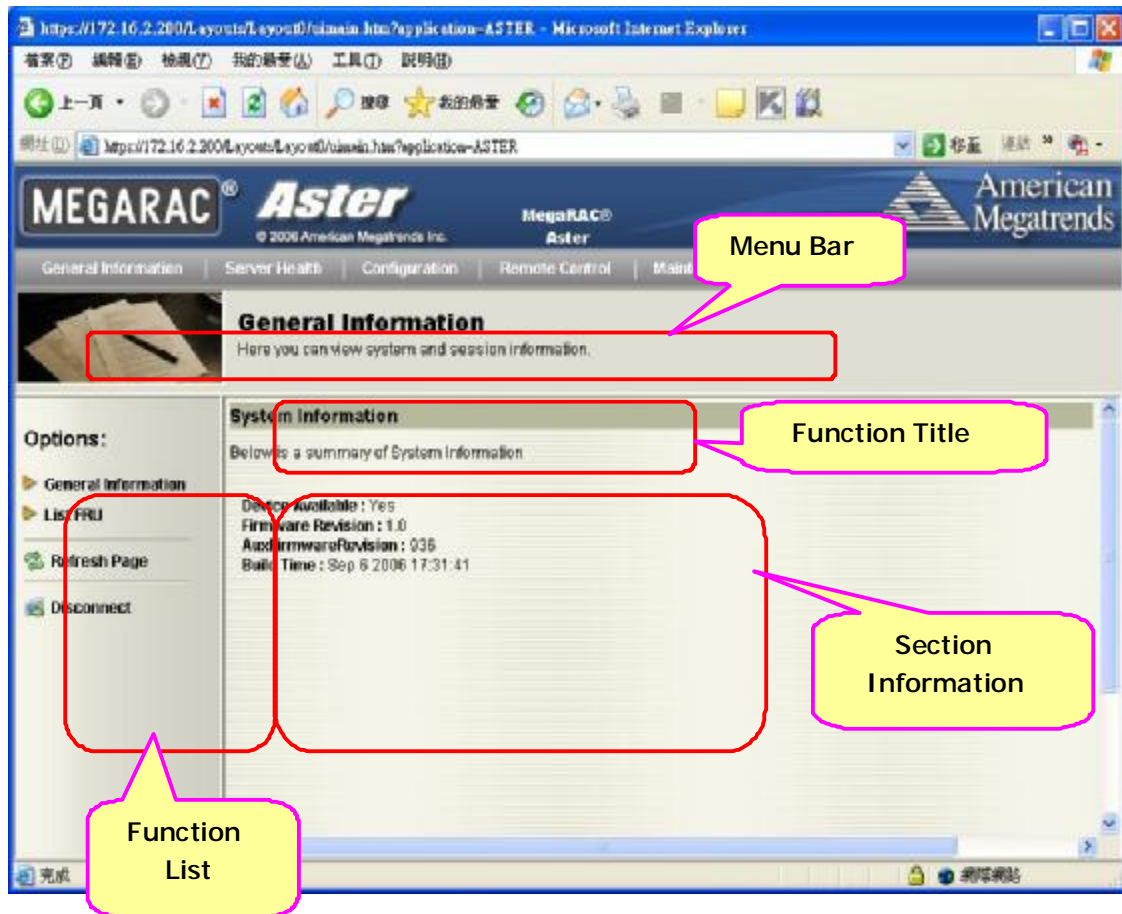 https://172.16.2.200/Layouts/Layout0/uimain.htm?application=ASTER - Microsoft Internet Explorer
檔案(F) 編輯(E) 檢視(V) 我的最愛(A) 工具(T) 說明(H)
上一頁 搜尋 我的最愛
網址(D) https://172.16.2.200/Layouts/Layout0/uimain.htm?application=ASTER 移至 連結 »
MEGARAC® Aster
© 2006 American Megatrends Inc.
MegaRAC®
Aster
American
Megatrends
Menu Bar
General Information | Server Health | Configuration | Remote Control |
General Information
Here you can view system and session information.
System Information
Function Title
Options:
Below is a summary of System Information
General Information
List FRU
Refresh Page
Disconnect
Device Available : Yes
Firmware Revision : 1.0
AuxFirmwareRevision : 936
Build Time : Sep 6 2006 17:31:41
Section
Information
Function
List
完成
網際網路